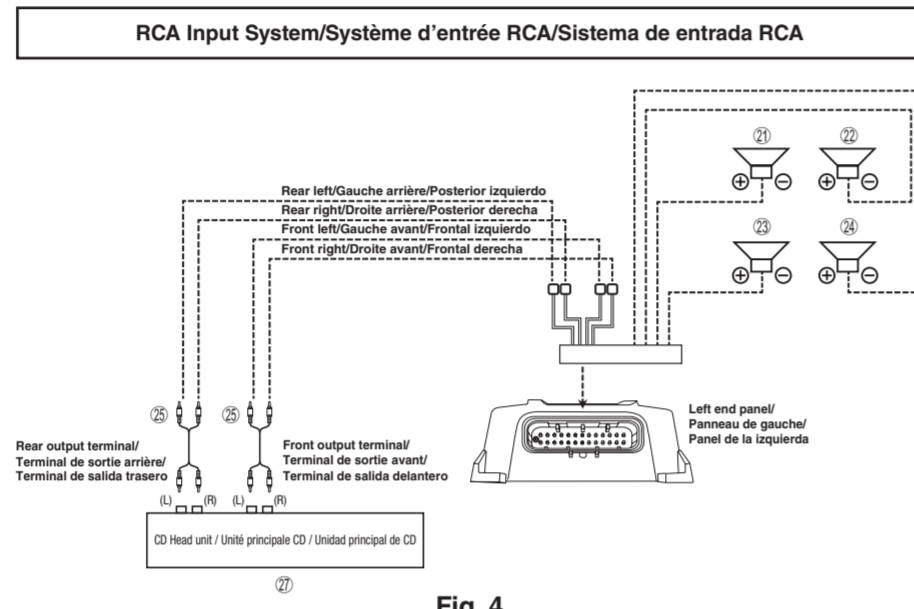 RCA Input System/Système d'entrée RCA/Sistema de entrada RCA
Rear left/Gauche arrière/Posterior izquierdo
Rear right/Droite arrière/Posterior derecha
Front left/Gauche avant/Frontal izquierdo
Front right/Droite avant/Frontal derecha
㉑
㉒
⊕ ⊖
⊕ ⊖
㉓
㉔
⊕ ⊖
⊕ ⊖
㉕
㉕
Rear output terminal/
Terminal de sortie arrière/
Terminal de salida trasero
Front output terminal/
Terminal de sortie avant/
Terminal de salida delantero
Left end panel/
Panneau de gauche/
Panel de la izquierda
(L) (R) (L) (R)
CD Head unit / Unité principale CD / Unidad principal de CD
㉗
Fig. 4